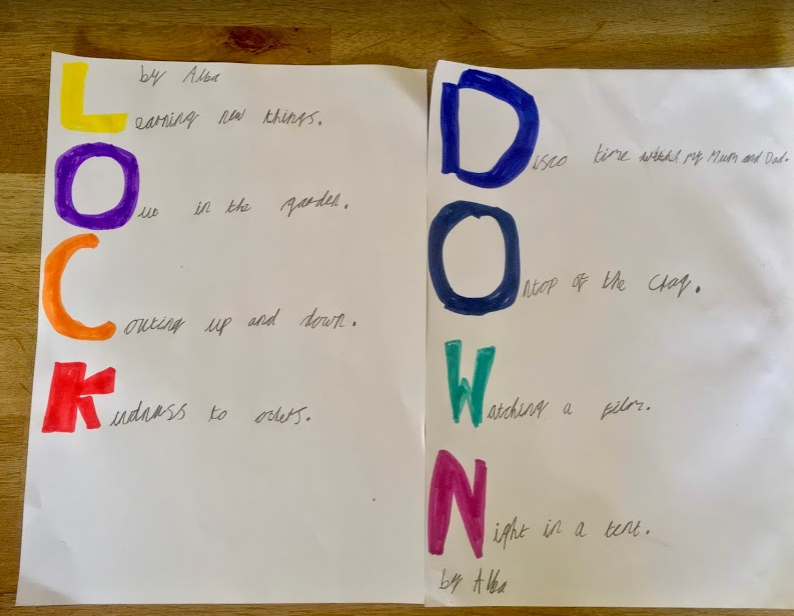 by Alba
Learning new things.
Out in the garden.
Couting up and down.
Kindness to others.
Disco time my Mum and Dad.
Ontop of the Crag.
Watching a film.
Night in a tent.
by Alba